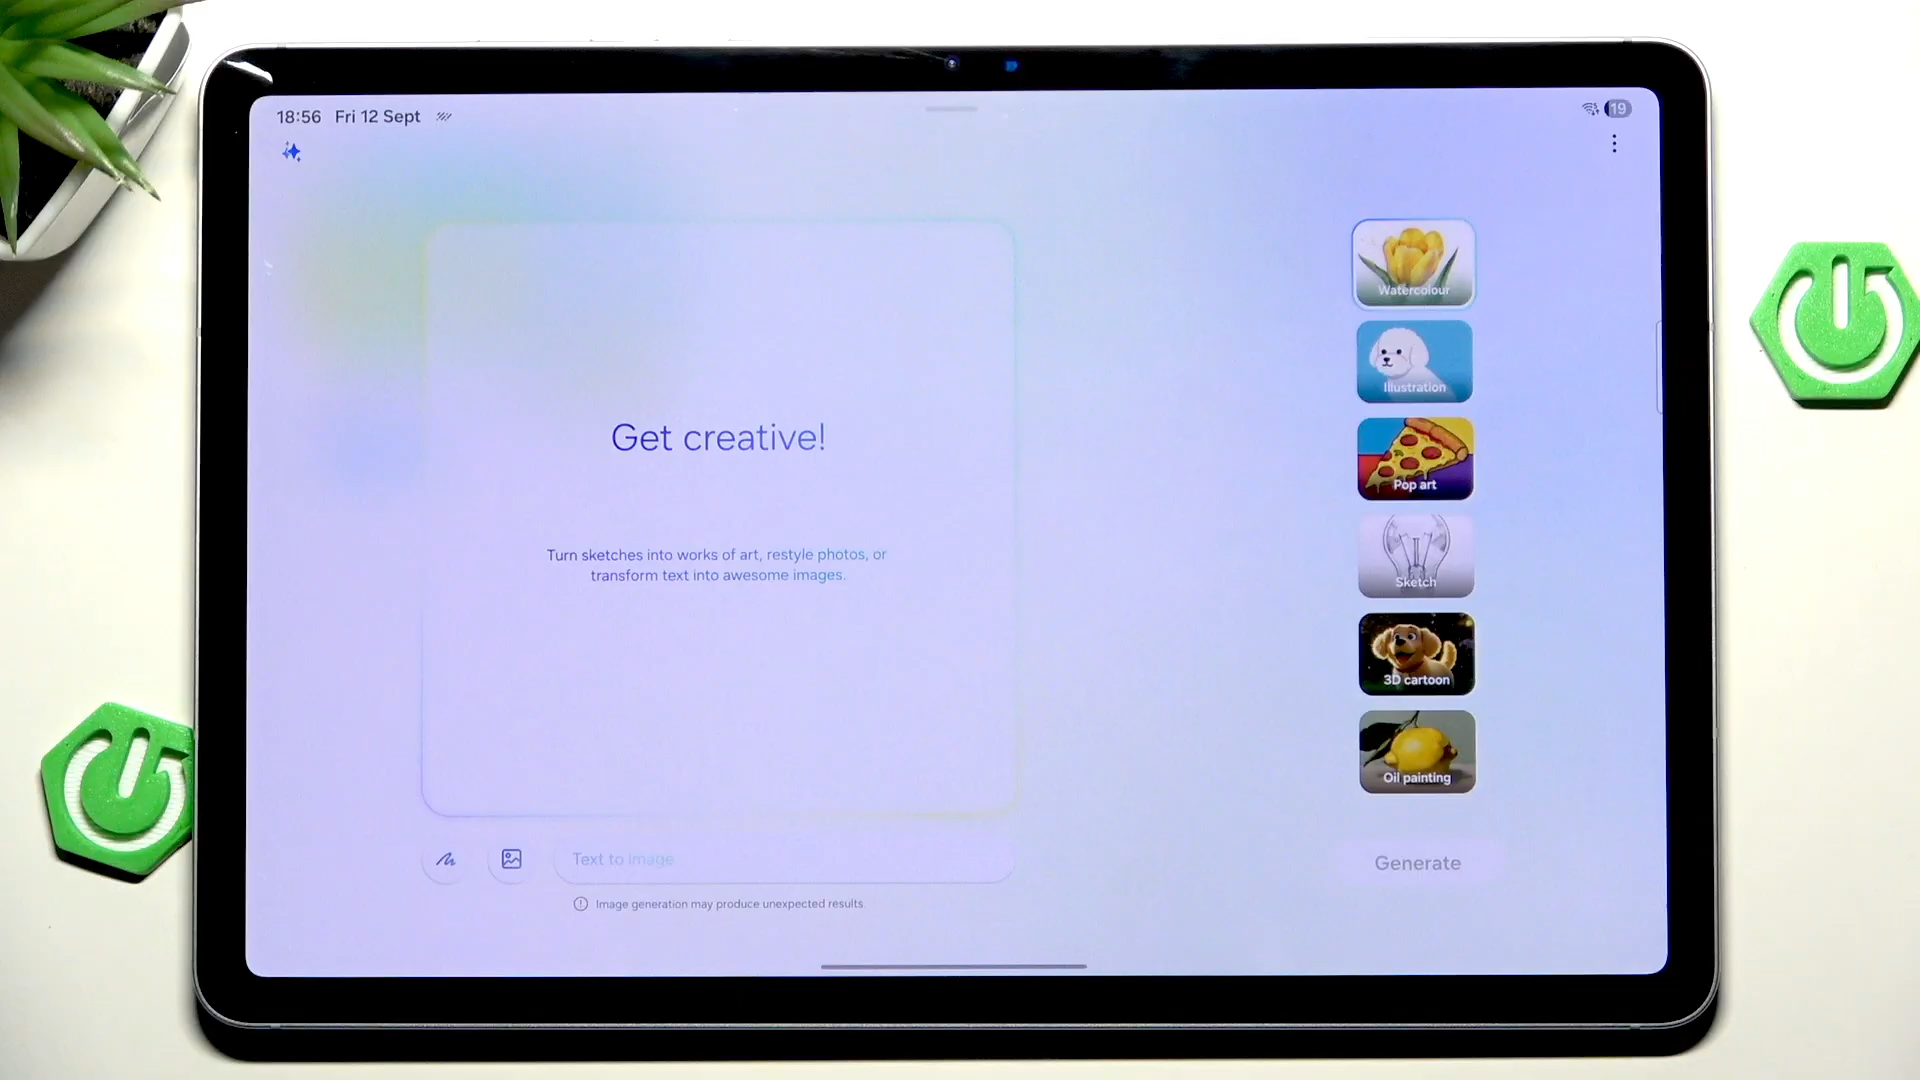 18:56 Fri 12 Sept
19
Get creative!
Turn sketches into works of art, restyle photos, or
transform text into awesome images.
Watercolour
Illustration
Pop art
Sketch
3D cartoon
Oil painting
Text to image
Generate
Image generation may produce unexpected results.